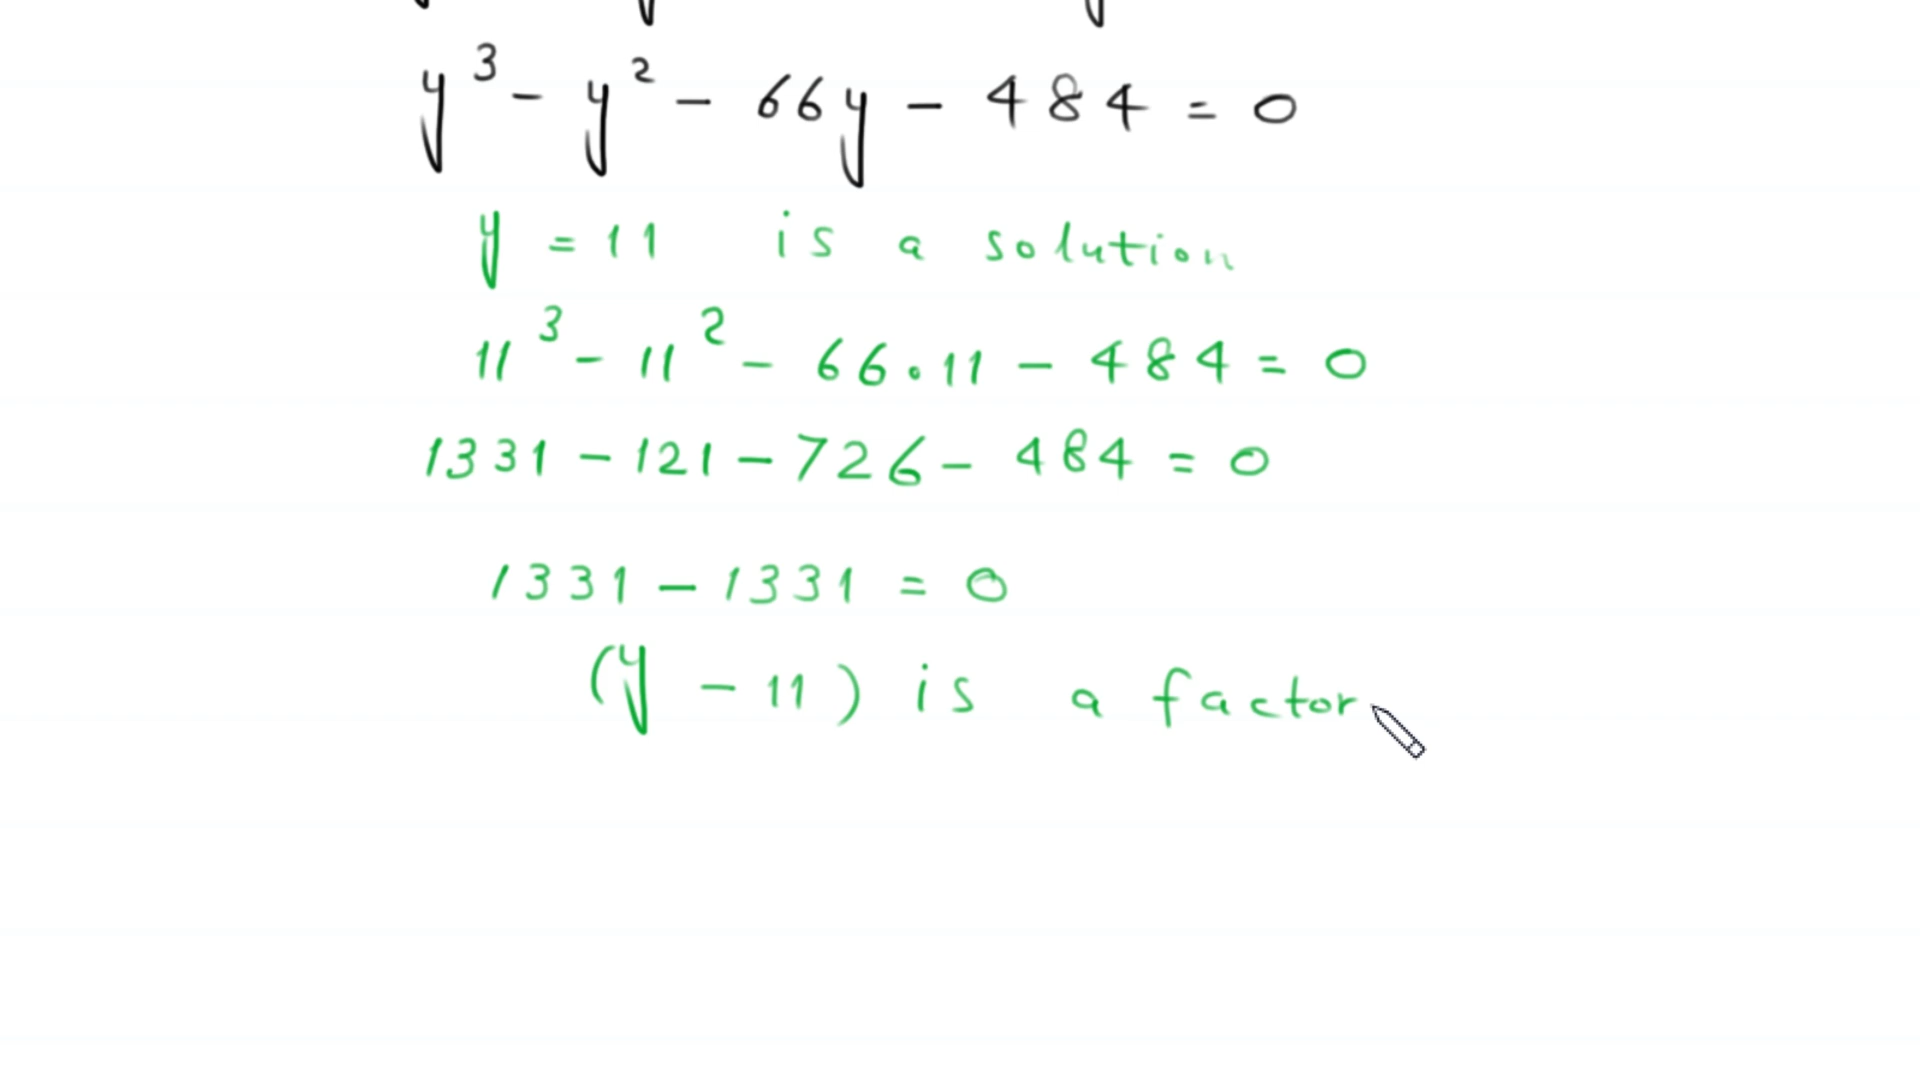 y³ - y² - 66y - 484 = 0
y = 11 is a solution
11³ - 11² - 66.11 - 484 = 0
1331 - 121 - 726 - 484 = 0
1331 - 1331 = 0
(y - 11) is a factor